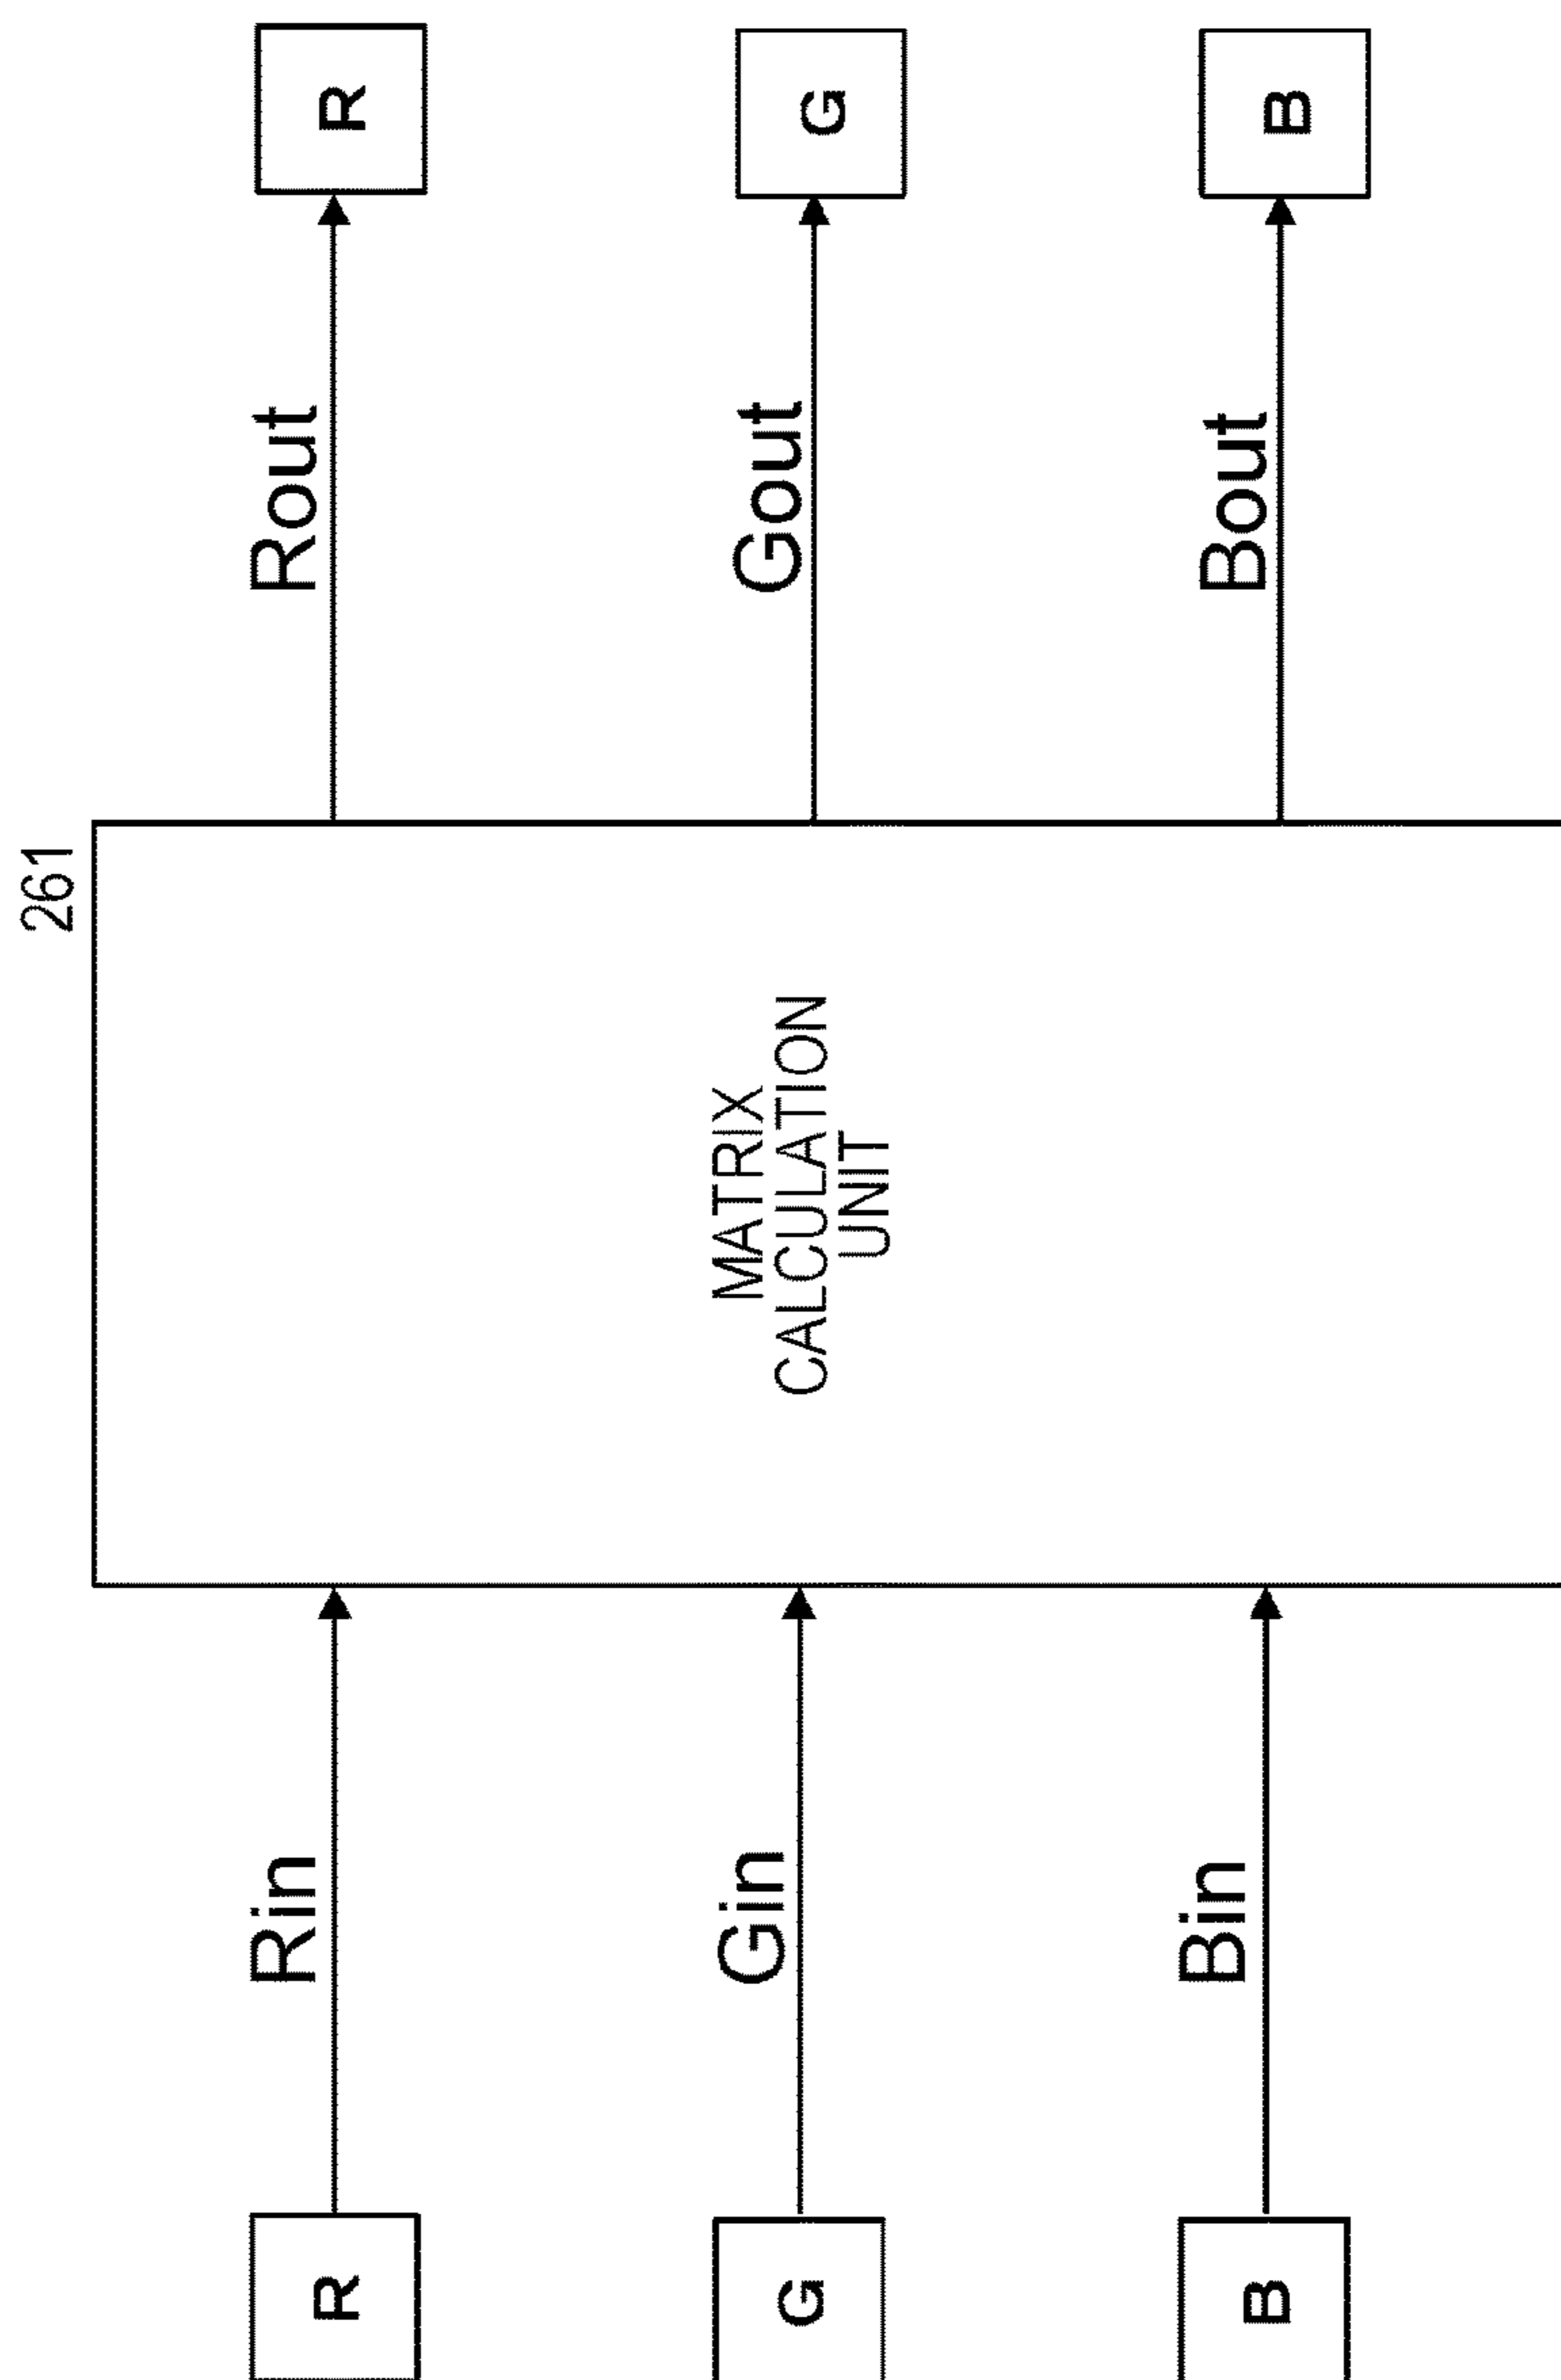 261
R
Rin
Rout
R
G
Gin
MATRIX
CALCULATION
UNIT
Gout
G
B
Bin
Bout
B